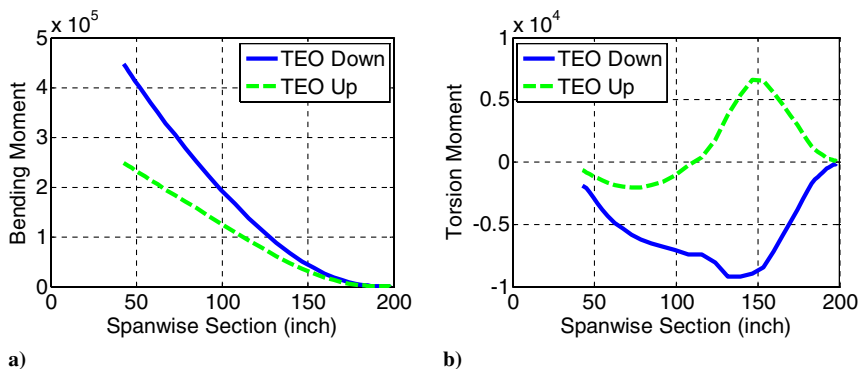 x 10^5
5
4
3
2
1
0
Bending Moment
TEO Down
TEO Up
0 50 100 150 200
Spanwise Section (inch)
a)
x 10^4
1
0.5
0
-0.5
-1
Torsion Moment
TEO Down
TEO Up
0 50 100 150 200
Spanwise Section (inch)
b)